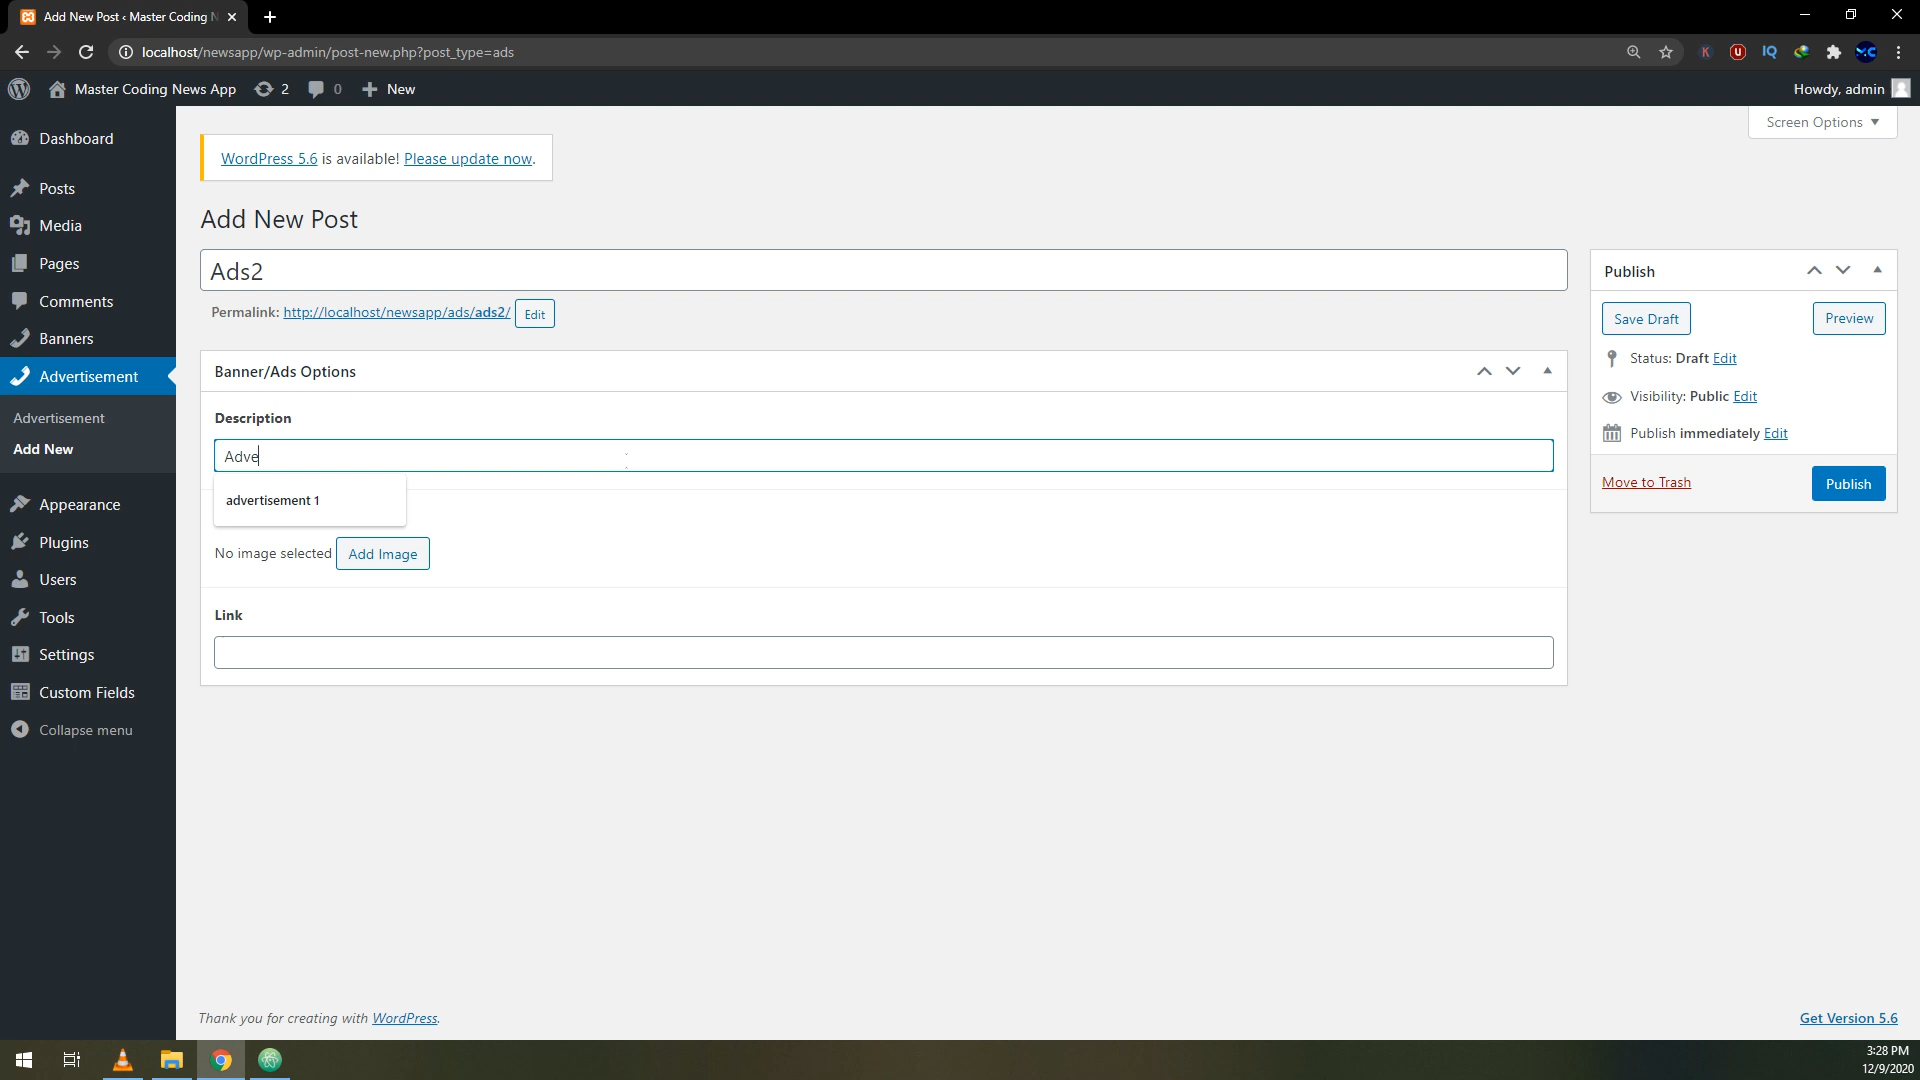 Add New Post ‹ Master Coding N
localhost/newsapp/wp-admin/post-new.php?post_type=ads
K
U
IQ
MC
Master Coding News App
2
0
New
Howdy, admin
Screen Options
Dashboard
Posts
Media
Pages
Comments
Banners
Advertisement
Advertisement
Add New
Appearance
Plugins
Users
Tools
Settings
Custom Fields
Collapse menu
WordPress 5.6 is available! Please update now.
Add New Post
Ads2
Permalink: http://localhost/newsapp/ads/ads2/ Edit
Banner/Ads Options
Description
Adve
advertisement 1
No image selected Add Image
Link
Publish
Save Draft
Preview
Status: Draft Edit
Visibility: Public Edit
Publish immediately Edit
Move to Trash
Publish
Thank you for creating with WordPress.
Get Version 5.6
3:28 PM
12/9/2020